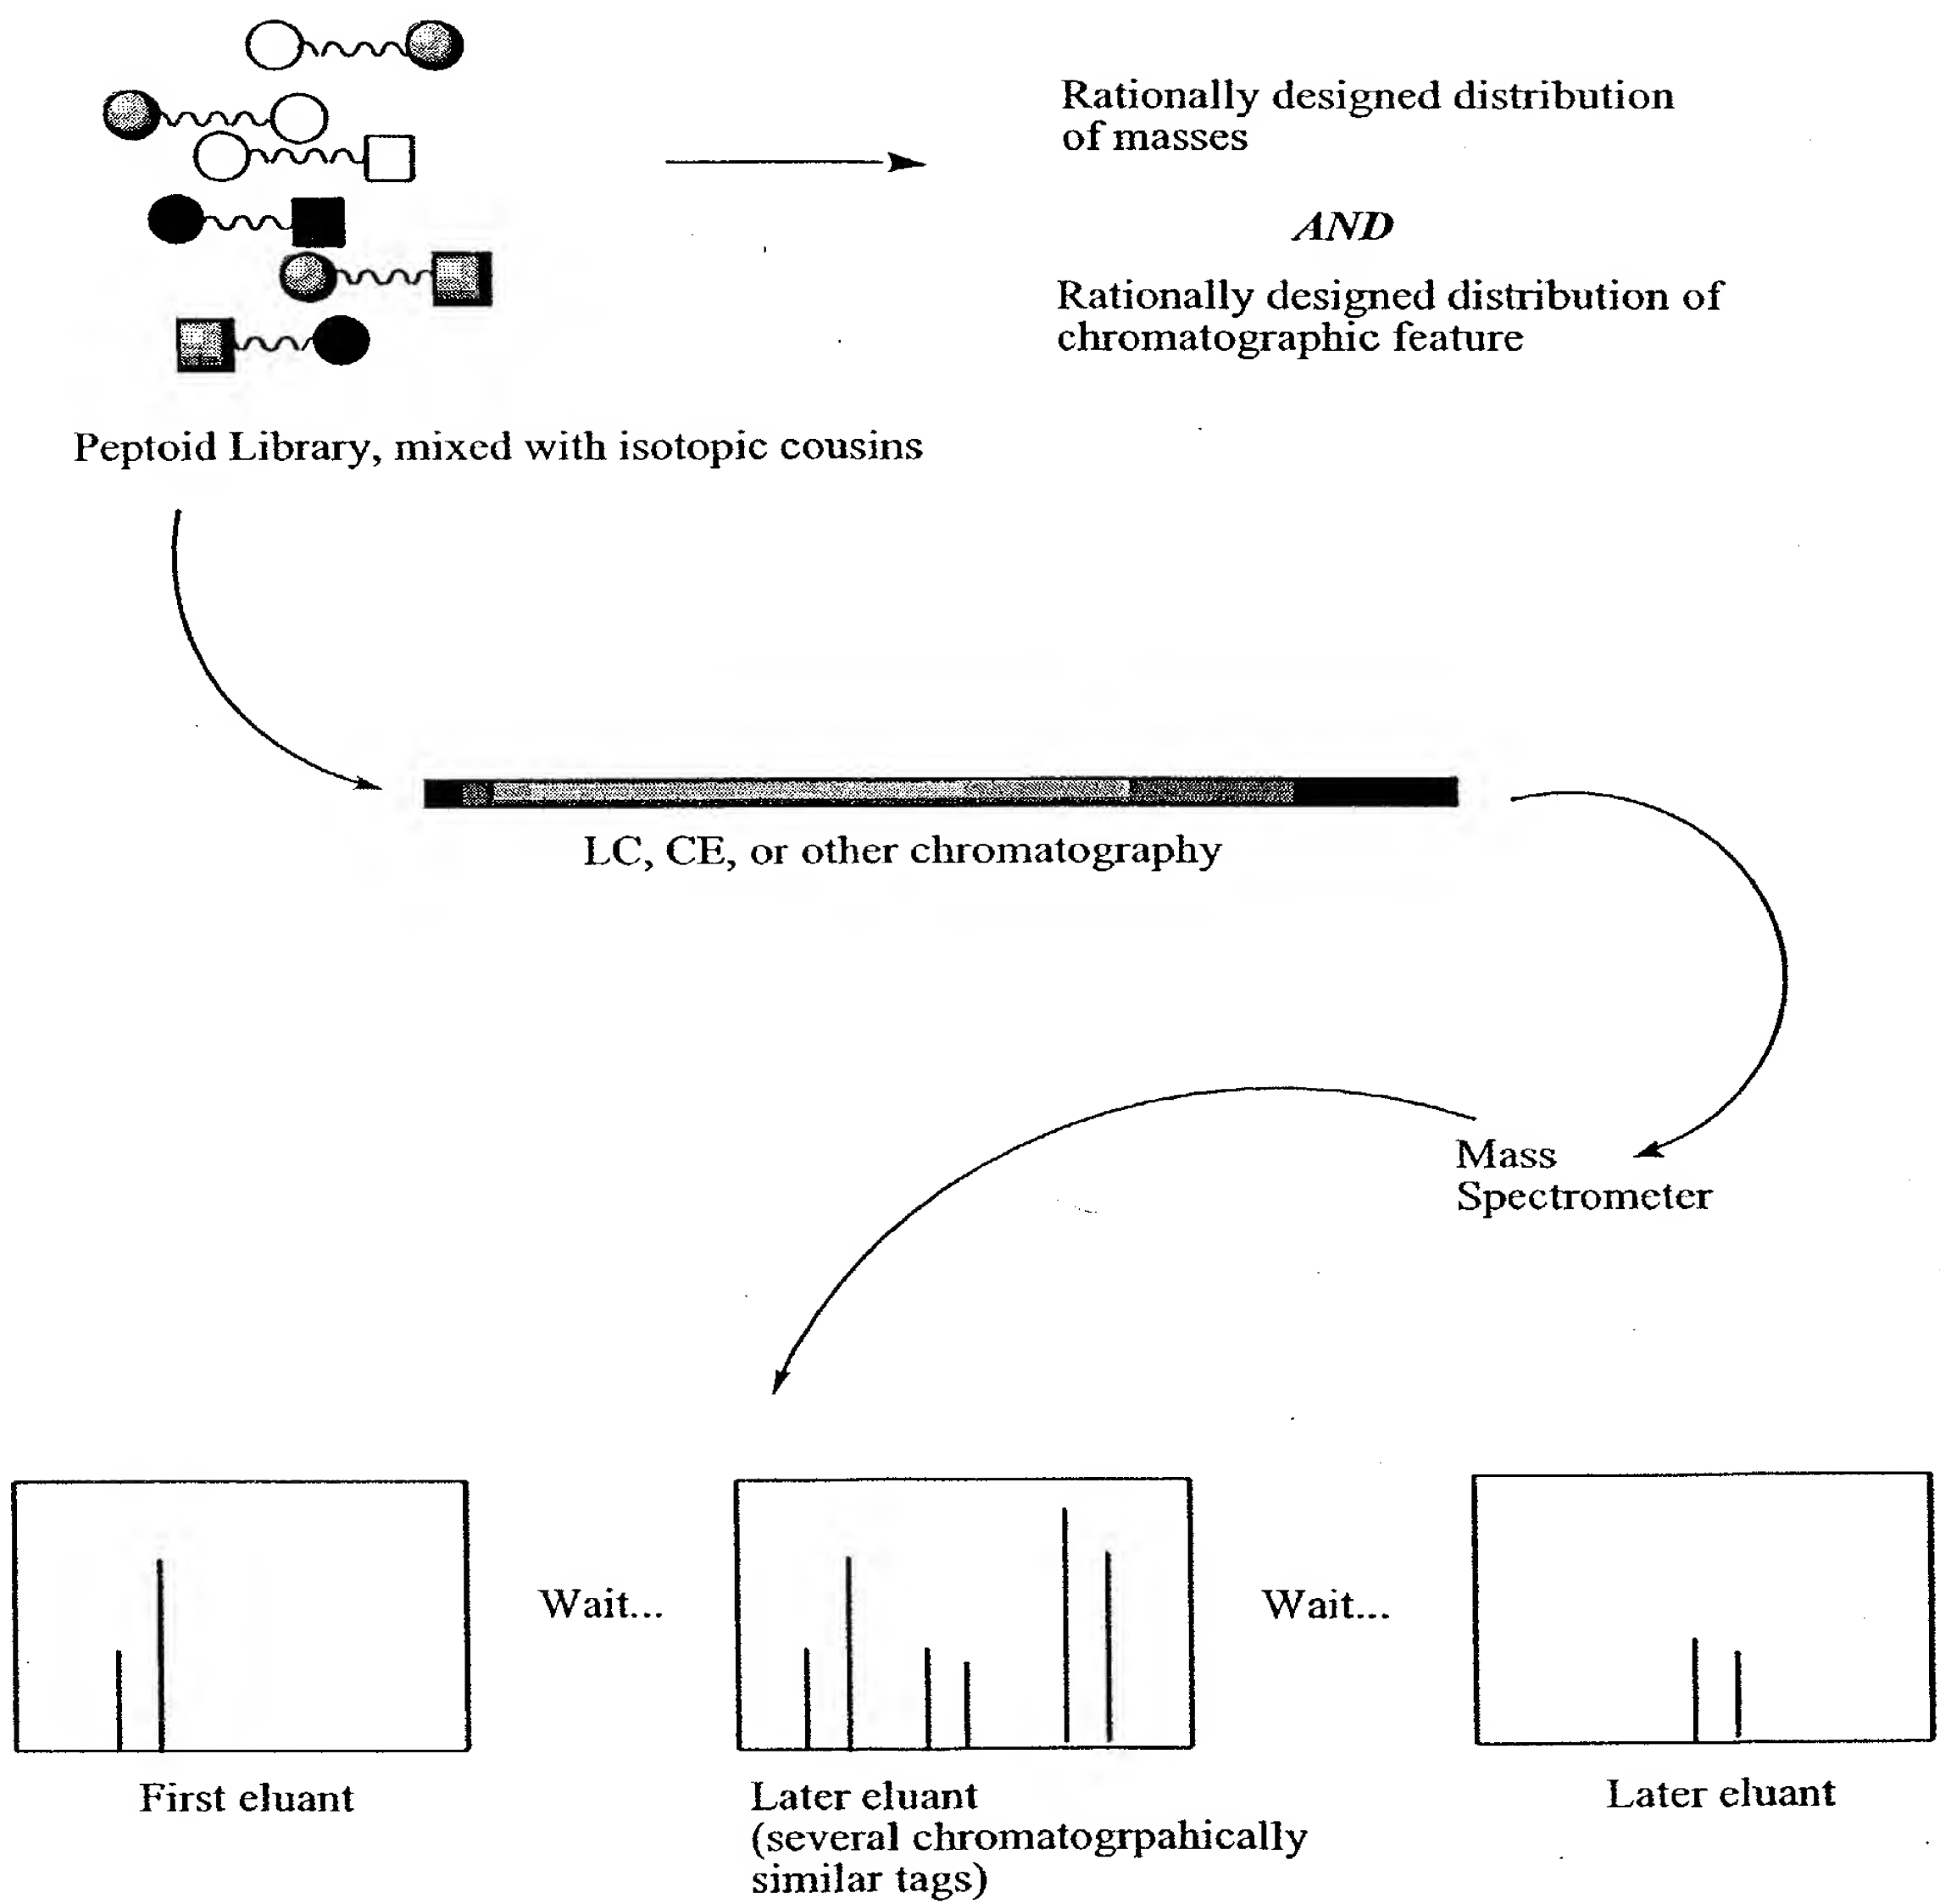 Rationally designed distribution
of masses
AND
Rationally designed distribution of
chromatographic feature
Peptoid Library, mixed with isotopic cousins
LC, CE, or other chromatography
Mass
Spectrometer
Wait...
Wait...
First eluant
Later eluant
(several chromatogrpahically
similar tags)
Later eluant